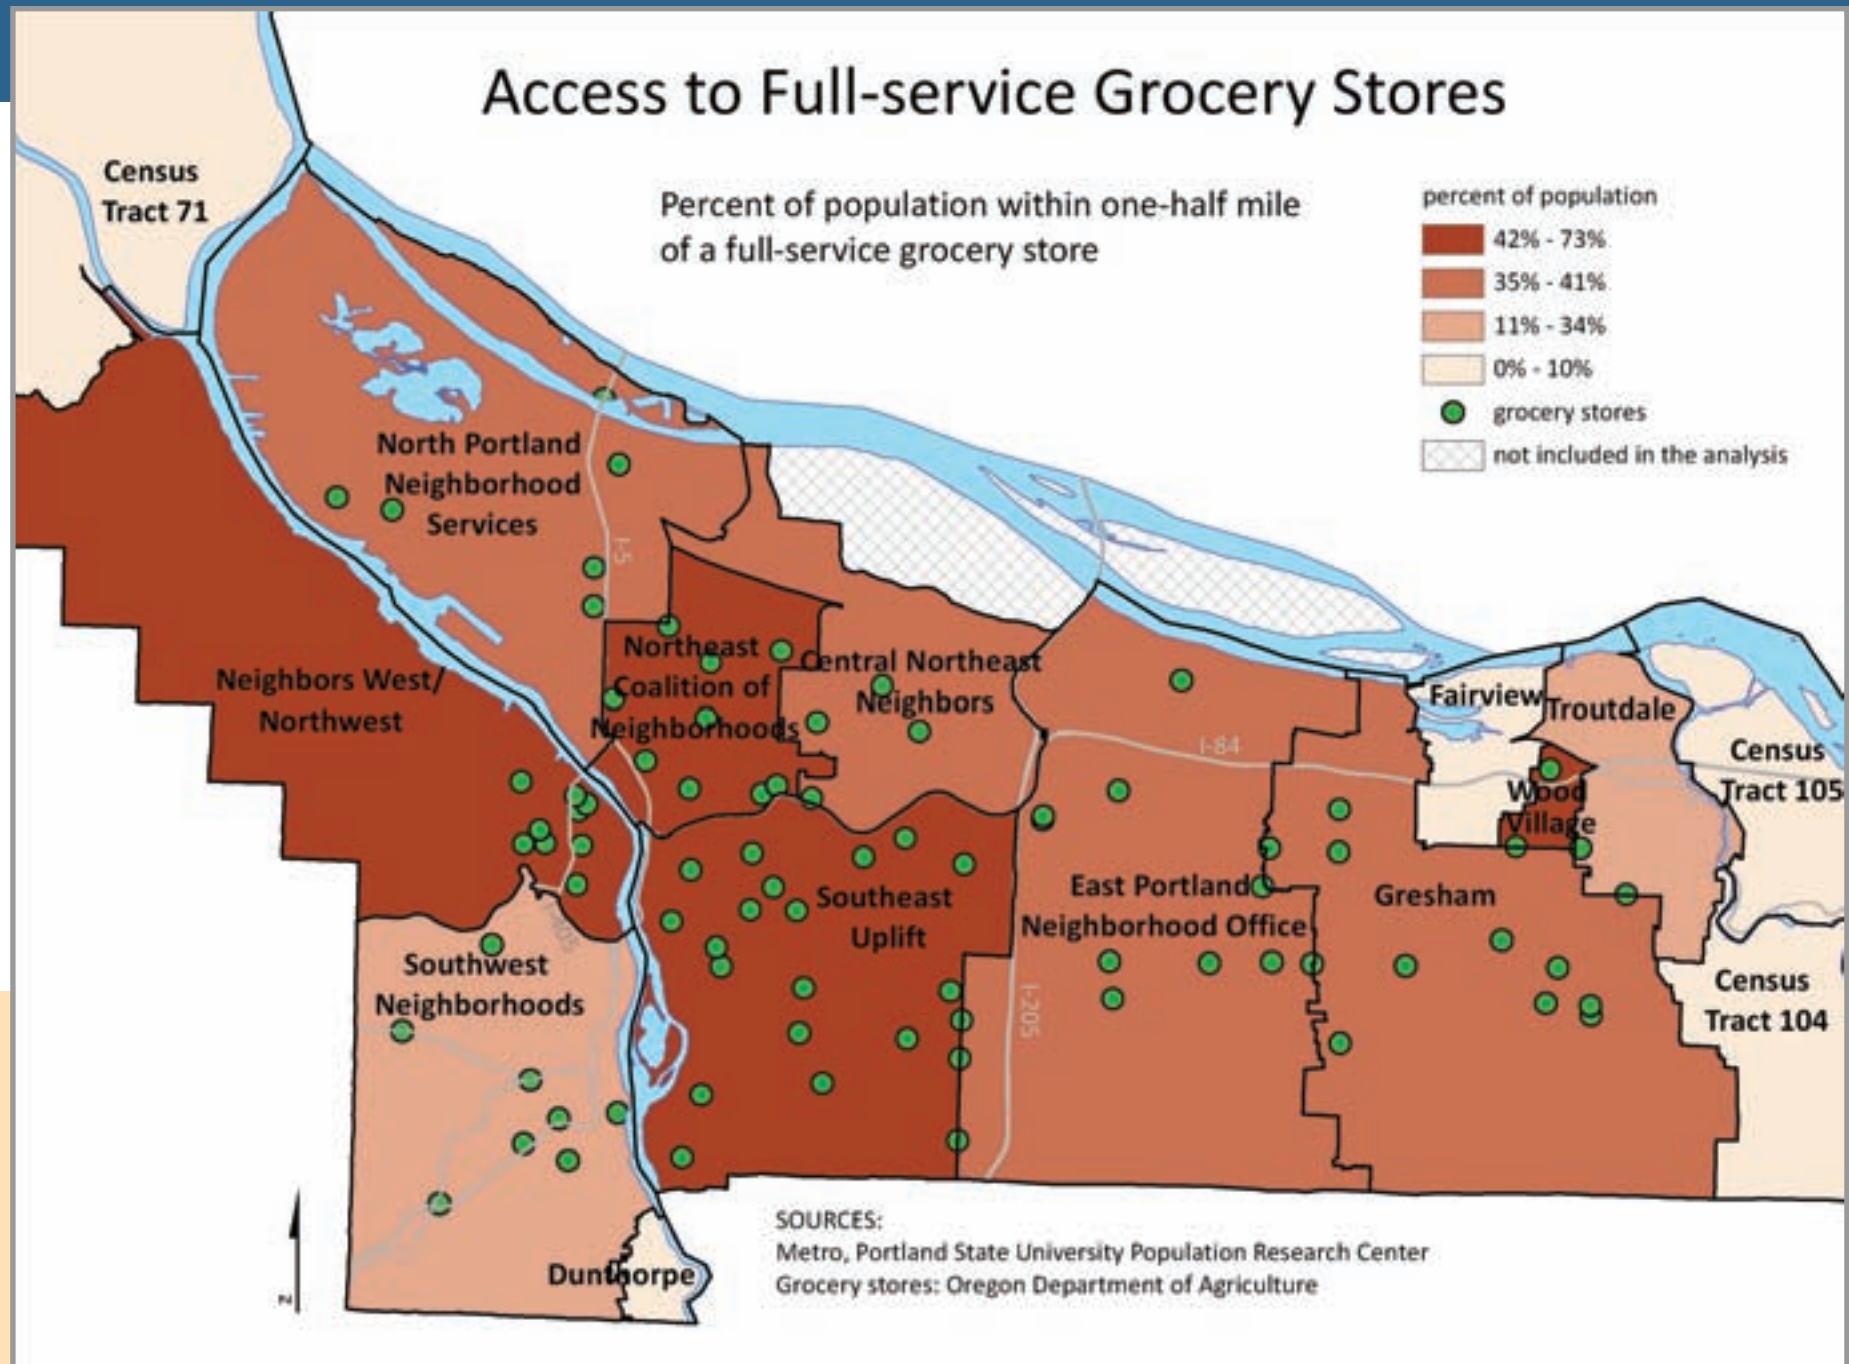 Access to Full-service Grocery Stores
Census
Tract 71
Percent of population within one-half mile
of a full-service grocery store
percent of population
42% - 73%
35% - 41%
11% - 34%
0% - 10%
grocery stores
not included in the analysis
North Portland
Neighborhood
Services
I-5
Neighbors West/
Northwest
Northeast
Coalition of
Neighborhoods
Central Northeast
Neighbors
I-84
Fairview
Troutdale
Wood
Village
Census
Tract 105
Southeast
Uplift
East Portland
Neighborhood Office
Gresham
I-205
Census
Tract 104
Southwest
Neighborhoods
Dunthorpe
SOURCES:
Metro, Portland State University Population Research Center
Grocery stores: Oregon Department of Agriculture
N